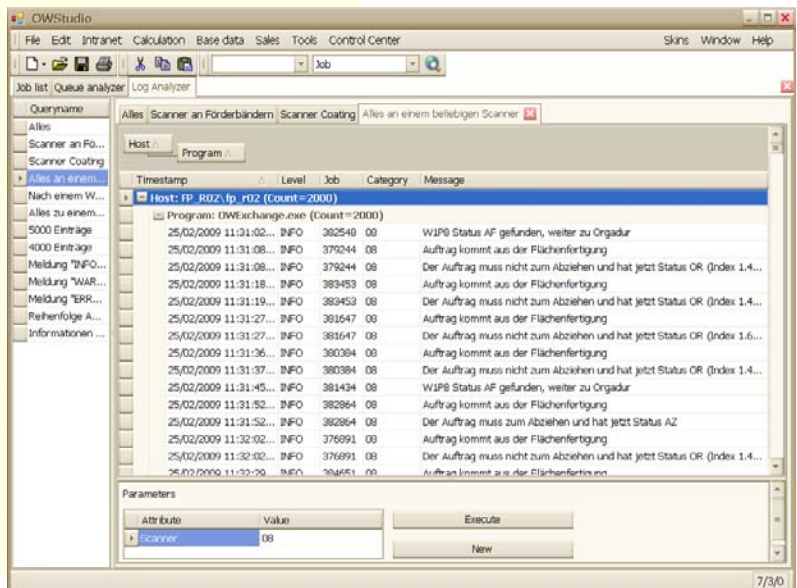 OWStudio
File Edit Intranet Calculation Base data Sales Tools Control Center Skins Window Help
Job
Job list Queue analyzer Log Analyzer
Queryname
Alles
Scanner an Fö...
Scanner Coating
Alles an einem...
Nach einem W...
Alles zu einem...
5000 Einträge
4000 Einträge
Meldung "INFO...
Meldung "WAR...
Meldung "ERR...
Reihenfolge A...
Informationen ...
Alles Scanner an Förderbändern Scanner Coating Alles an einem beliebigen Scanner
Host
Program
Timestamp Level Job Category Message
Host: FP_R02\fp_r02 (Count=2000)
Program: OWExchange.exe (Count=2000)
25/02/2009 11:31:02... INFO 382548 08 W1P8 Status AF gefunden, weiter zu Orgadur
25/02/2009 11:31:08... INFO 379244 08 Auftrag kommt aus der Flächenfertigung
25/02/2009 11:31:08... INFO 379244 08 Der Auftrag muss nicht zum Abziehen und hat jetzt Status OR (Index 1.4...
25/02/2009 11:31:18... INFO 383453 08 Auftrag kommt aus der Flächenfertigung
25/02/2009 11:31:19... INFO 383453 08 Der Auftrag muss nicht zum Abziehen und hat jetzt Status OR (Index 1.4...
25/02/2009 11:31:27... INFO 381647 08 Auftrag kommt aus der Flächenfertigung
25/02/2009 11:31:27... INFO 381647 08 Der Auftrag muss nicht zum Abziehen und hat jetzt Status OR (Index 1.6...
25/02/2009 11:31:36... INFO 380384 08 Auftrag kommt aus der Flächenfertigung
25/02/2009 11:31:37... INFO 380384 08 Der Auftrag muss nicht zum Abziehen und hat jetzt Status OR (Index 1.4...
25/02/2009 11:31:45... INFO 381434 08 W1P8 Status AF gefunden, weiter zu Orgadur
25/02/2009 11:31:52... INFO 382864 08 Auftrag kommt aus der Flächenfertigung
25/02/2009 11:31:52... INFO 382864 08 Der Auftrag muss zum Abziehen und hat jetzt Status AZ
25/02/2009 11:32:02... INFO 376891 08 Auftrag kommt aus der Flächenfertigung
25/02/2009 11:32:02... INFO 376891 08 Der Auftrag muss nicht zum Abziehen und hat jetzt Status OR (Index 1.4...
25/02/2009 11:32:29... INFO 384651 08 Auftrag kommt aus der Flächenfertigung
Parameters
Attribute Value
Scanner 08
Execute
New
7/3/0